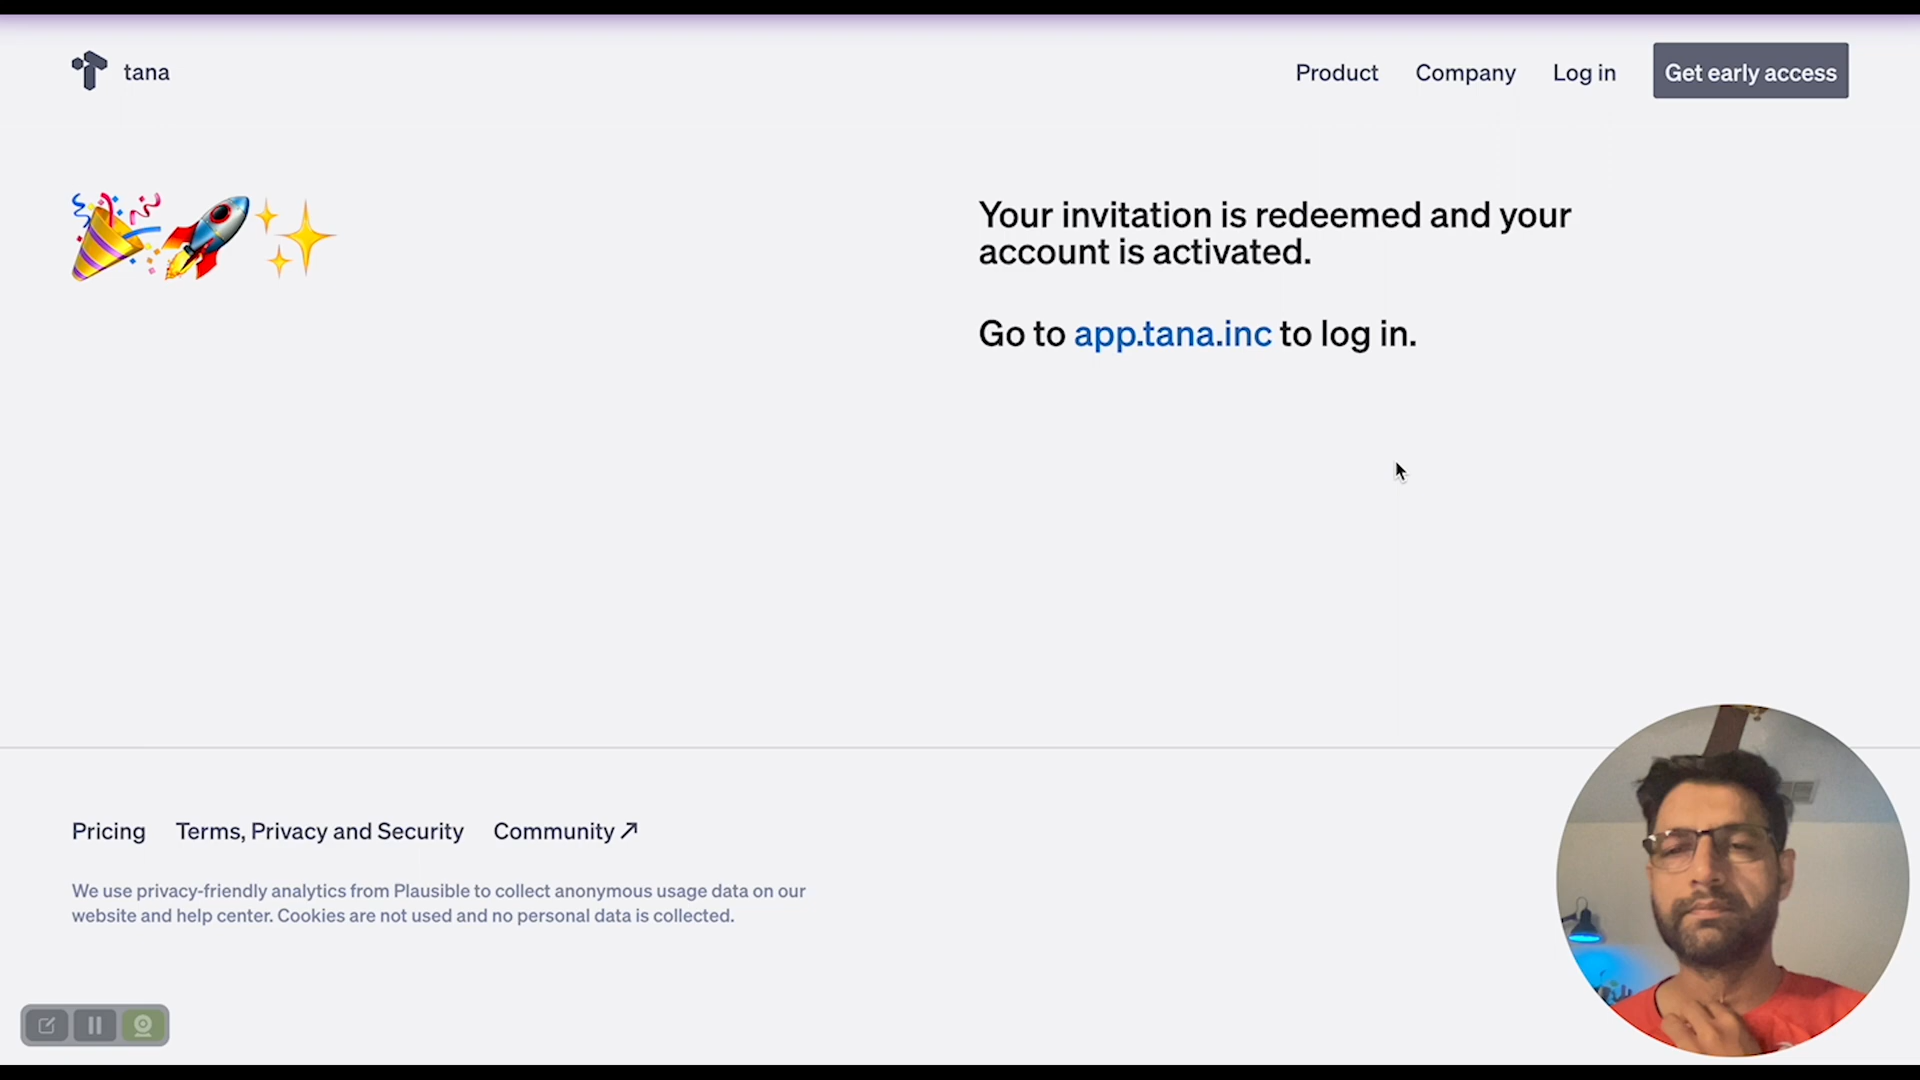 tana
Product
Company
Log in
Get early access
Your invitation is redeemed and your
account is activated.
Go to app.tana.inc to log in.
Pricing
Terms, Privacy and Security
Community ↗
We use privacy-friendly analytics from Plausible to collect anonymous usage data on our
website and help center. Cookies are not used and no personal data is collected.